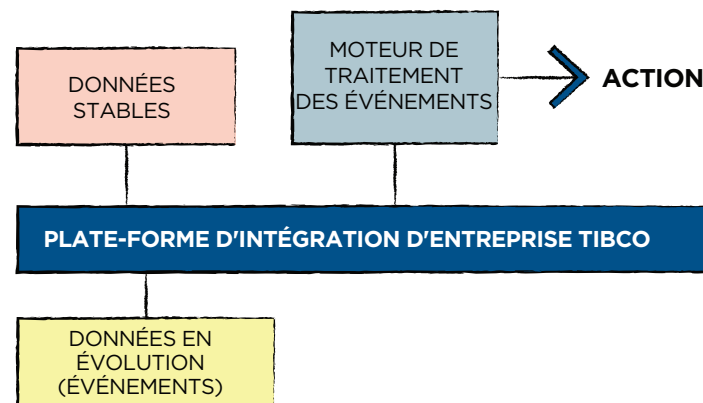 DONNÉES
STABLES
MOTEUR DE
TRAITEMENT
DES ÉVÉNEMENTS
ACTION
PLATE-FORME D'INTÉGRATION D'ENTREPRISE TIBCO
DONNÉES EN
ÉVOLUTION
(ÉVÉNEMENTS)